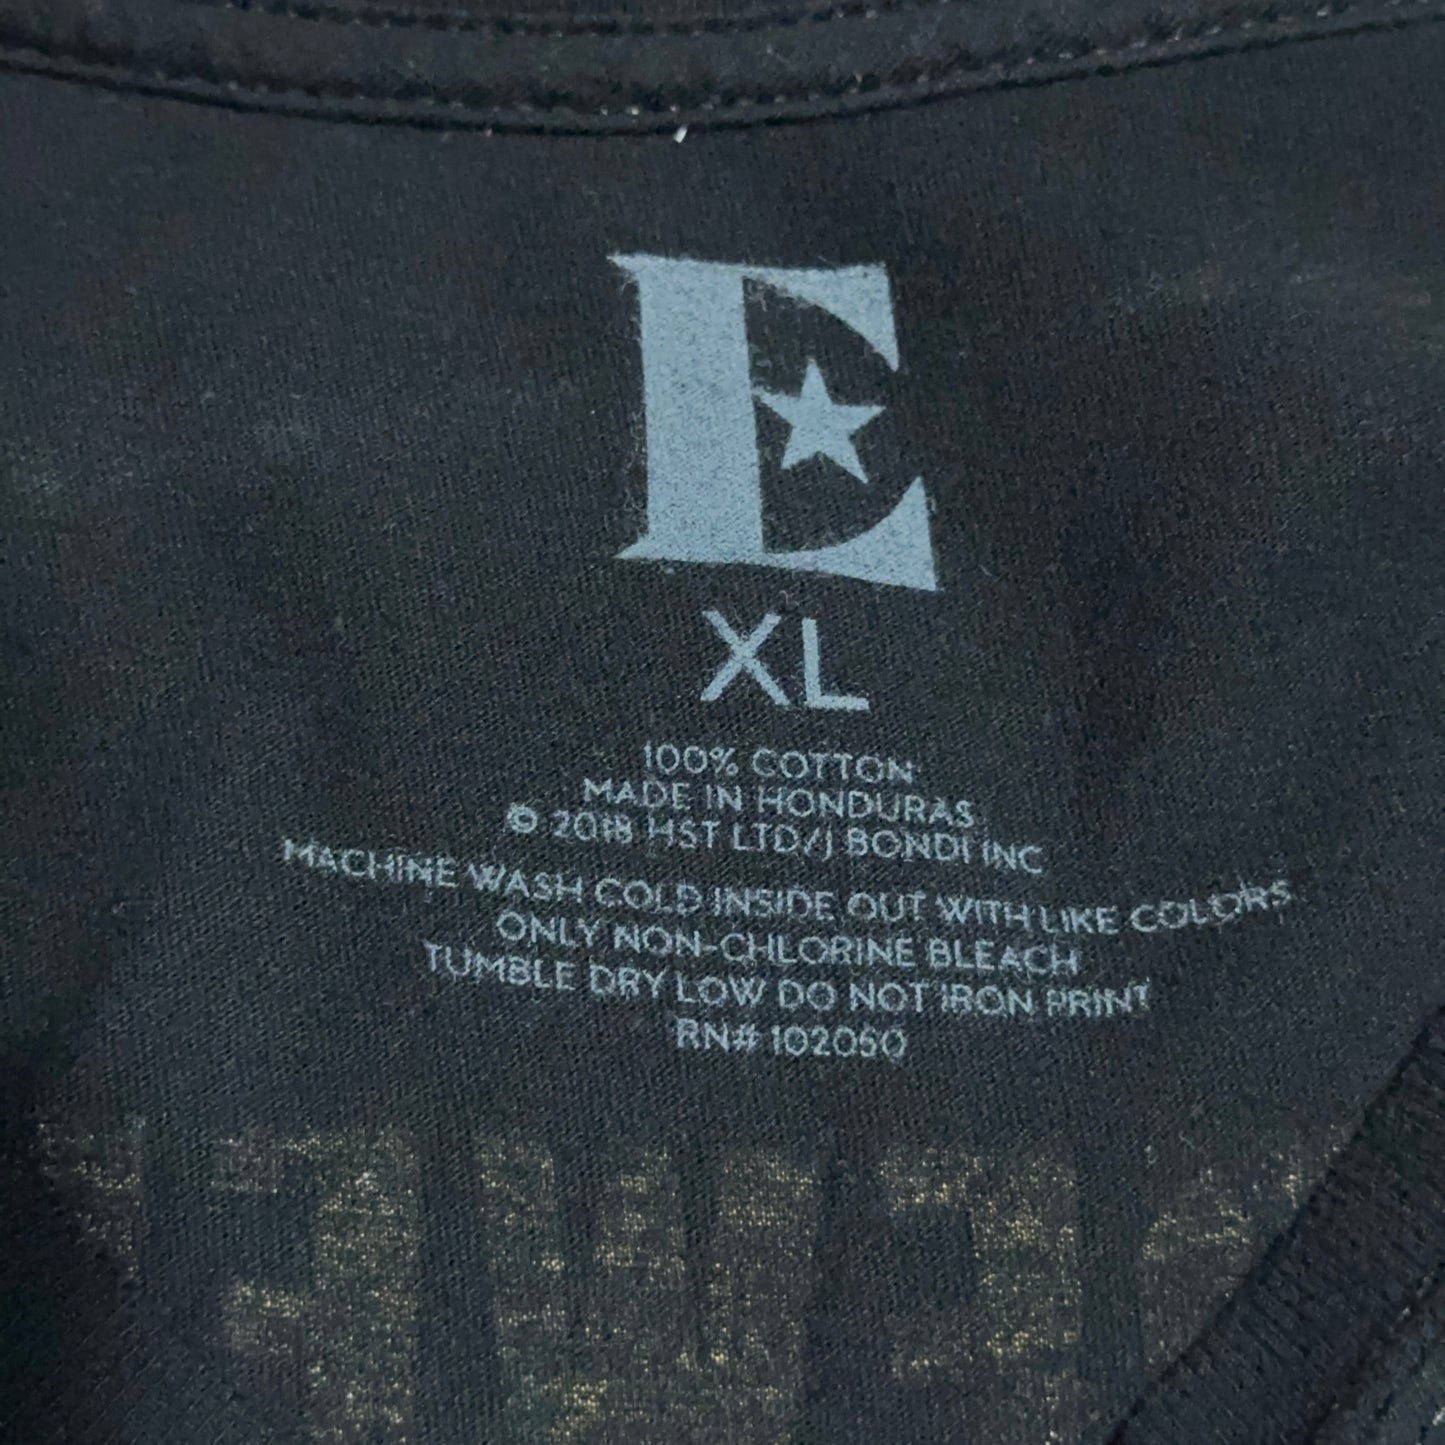 E
XL
100% COTTON
MADE IN HONDURAS
© 2018 HST LTD/J BONDI INC
MACHINE WASH COLD INSIDE OUT WITH LIKE COLORS
ONLY NON-CHLORINE BLEACH
TUMBLE DRY LOW DO NOT IRON PRINT
RN# 102050